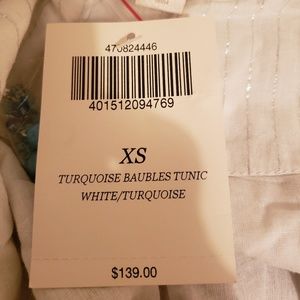 470824446
401512094769
XS
TURQUOISE BAUBLES TUNIC
WHITE/TURQUOISE
$139.00